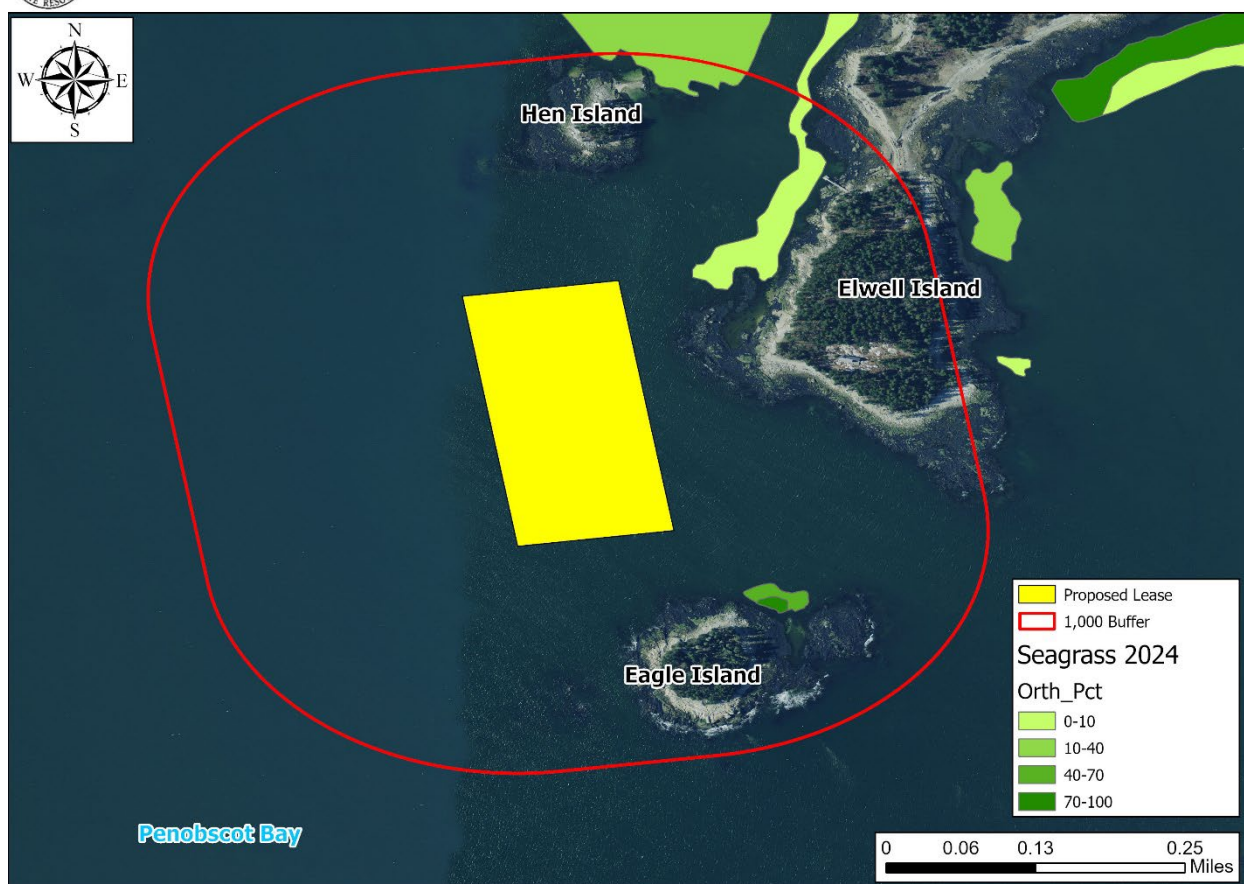 N
W E
S
Hen Island
Elwell Island
Eagle Island
Penobscot Bay
Proposed Lease
1,000 Buffer
Seagrass 2024
Orth_Pct
0-10
10-40
40-70
70-100
0 0.06 0.13 0.25
Miles